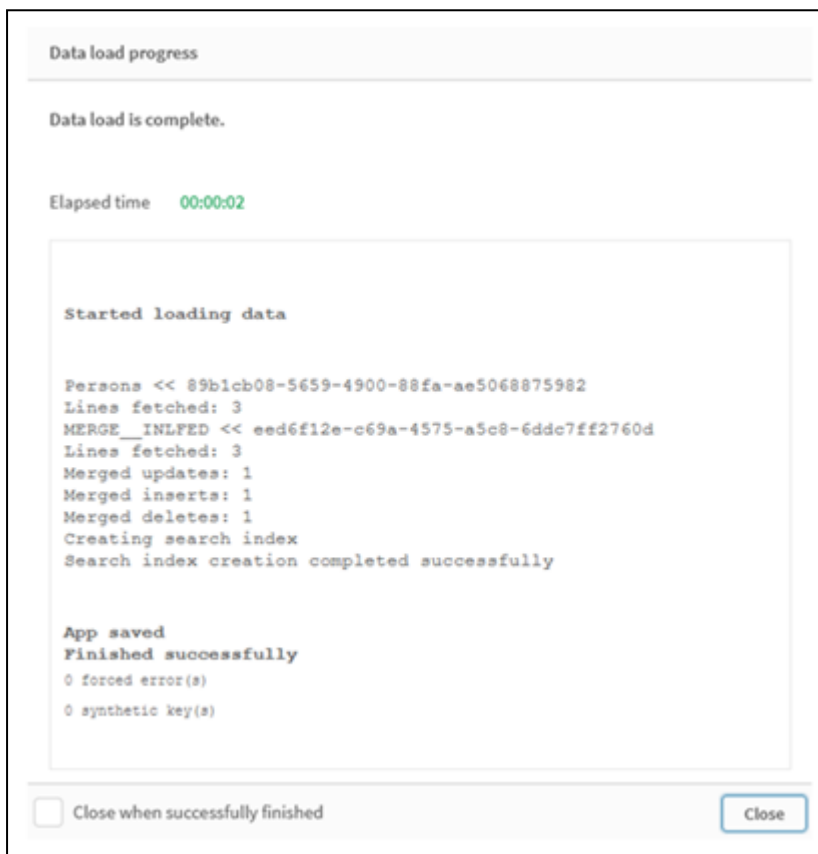 Data load progress
Data load is complete.
Elapsed time 00:00:02
Started loading data
Persons << 89b1cb08-5659-4900-88fa-ae5068875982
Lines fetched: 3
MERGE__INLFED << eed6f12e-c69a-4575-a5c8-6ddc7ff2760d
Lines fetched: 3
Merged updates: 1
Merged inserts: 1
Merged deletes: 1
Creating search index
Search index creation completed successfully
App saved
Finished successfully
0 forced error(s)
0 synthetic key(s)
Close when successfully finished
Close